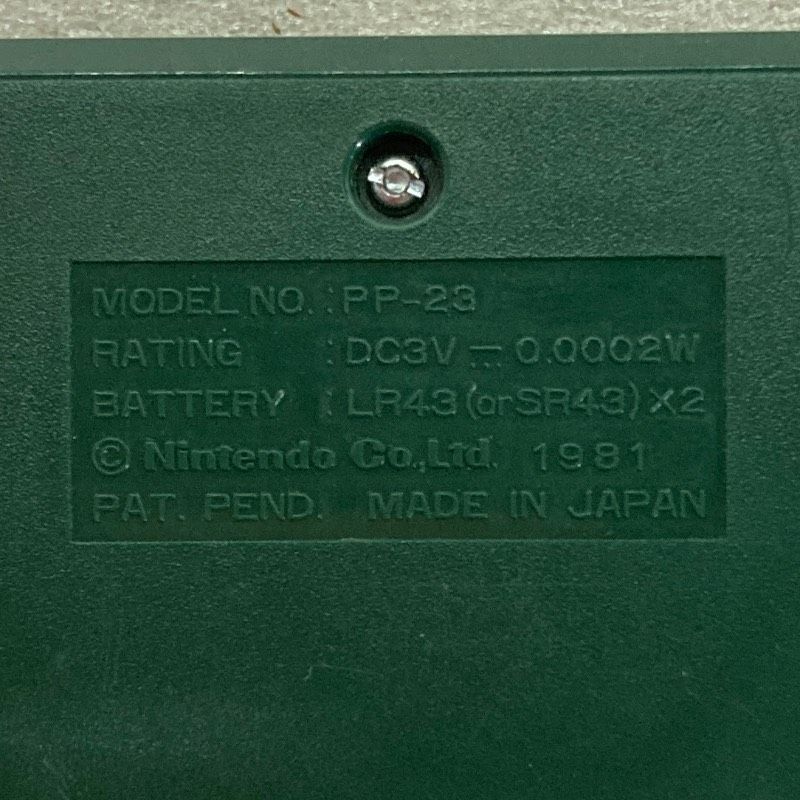 MODEL NO. : PP-23
RATING : DC3V ⎓ 0.0002W
BATTERY : LR43 (or SR43) X2
© Nintendo Co., Ltd. 1981
PAT. PEND. MADE IN JAPAN